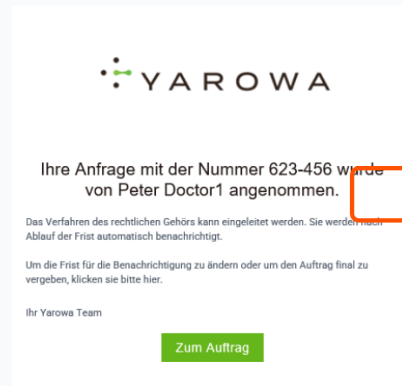 YAROWA
Ihre Anfrage mit der Nummer 623-456 wurde
von Peter Doctor1 angenommen.
Das Verfahren des rechtlichen Gehörs kann eingeleitet werden. Sie werden nach
Ablauf der Frist automatisch benachrichtigt.
Um die Frist für die Benachrichtigung zu ändern oder um den Auftrag final zu
vergeben, klicken sie bitte hier.
Ihr Yarowa Team
Zum Auftrag